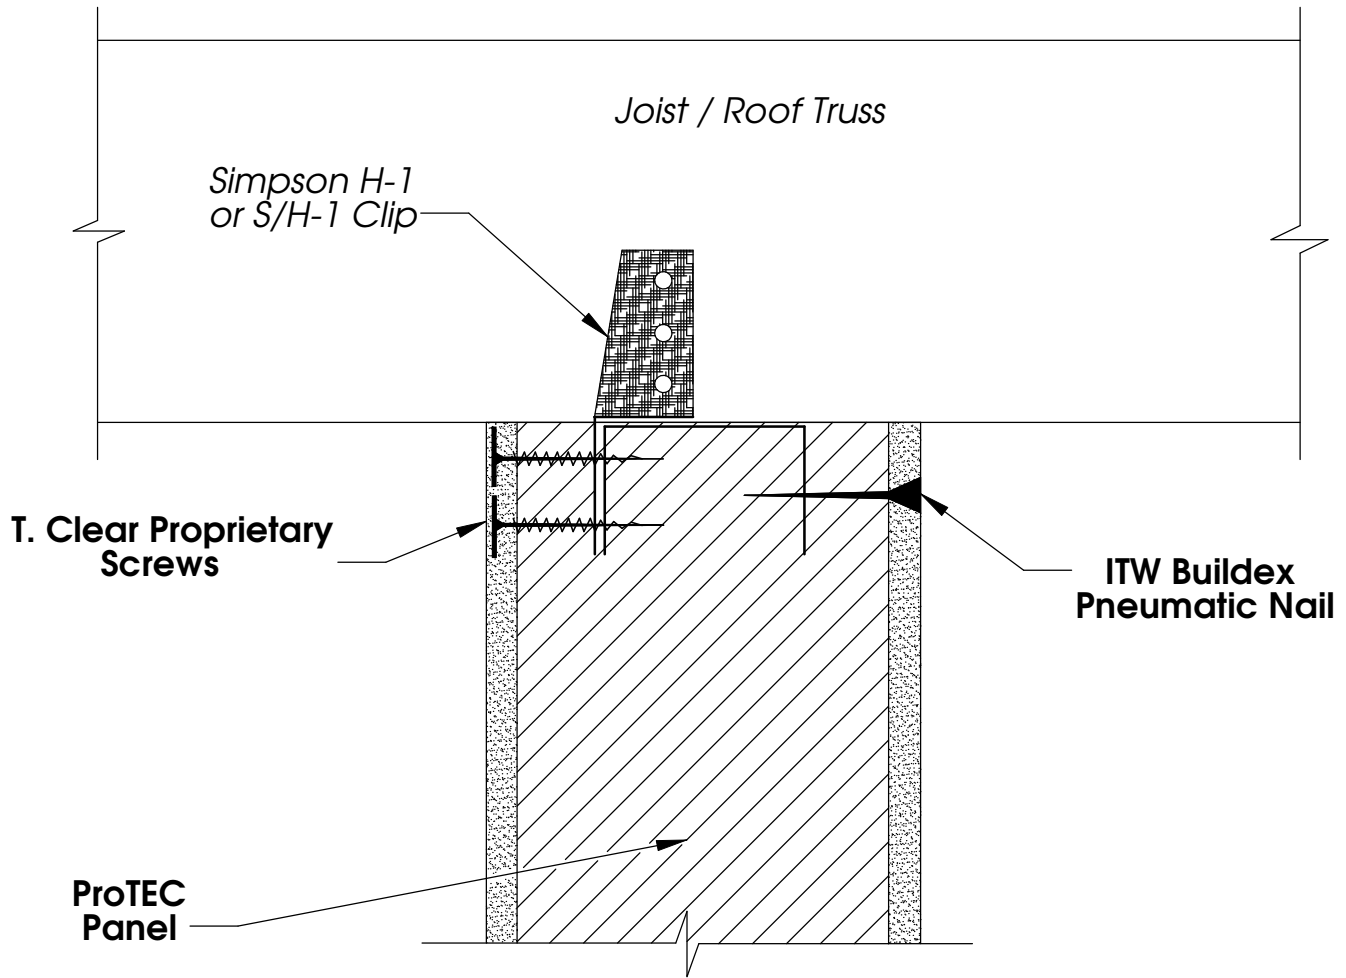 Joist / Roof Truss
Simpson H-1
or S/H-1 Clip
T. Clear Proprietary
Screws
ITW Buildex
Pneumatic Nail
ProTEC
Panel